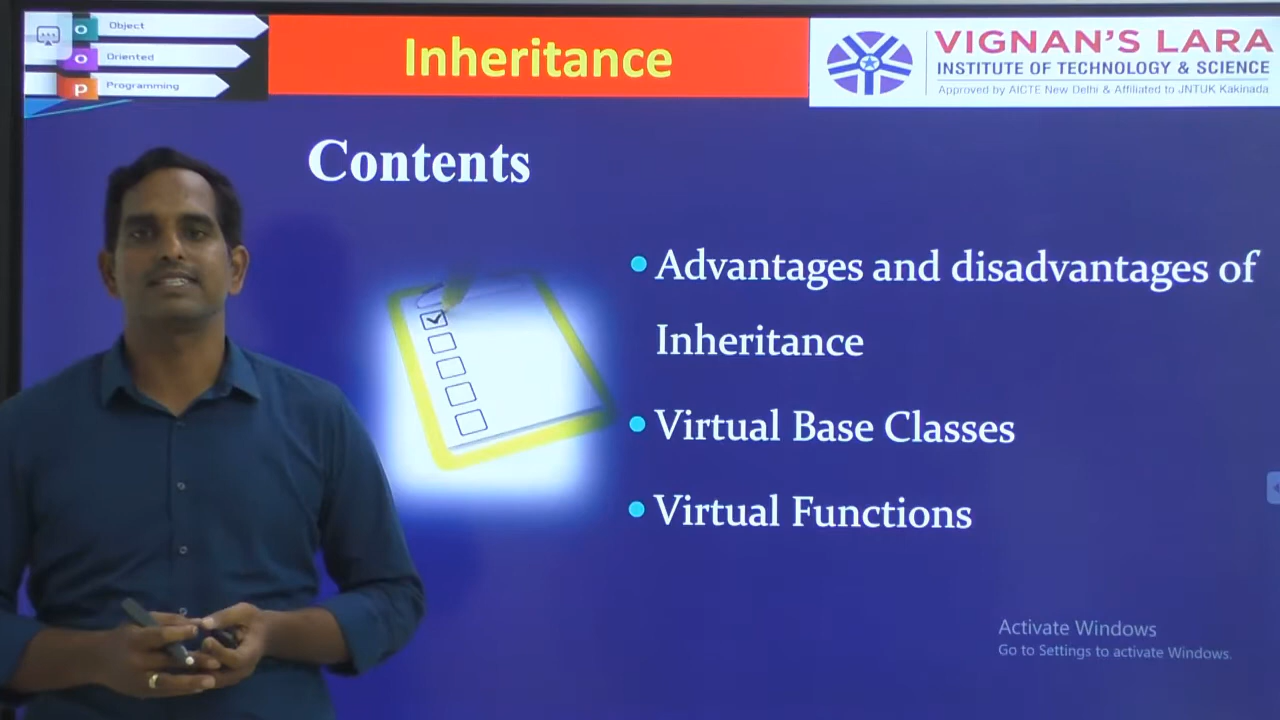 O Object
O Oriented
P Programming
Inheritance
VIGNAN'S LARA
INSTITUTE OF TECHNOLOGY & SCIENCE
Approved by AICTE New Delhi & Affiliated to JNTUK Kakinada
Contents
Advantages and disadvantages of
Inheritance
Virtual Base Classes
Virtual Functions
Activate Windows
Go to Settings to activate Windows.